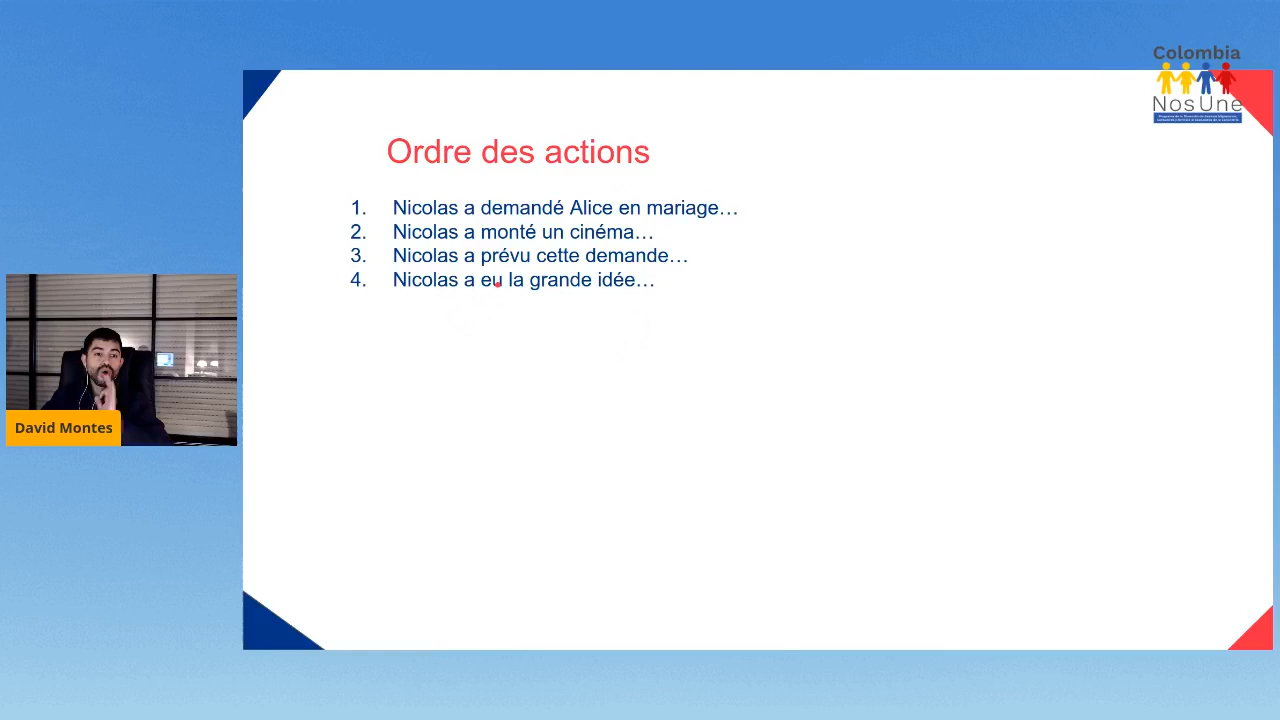 Colombia
NosUne
Ordre des actions
1. Nicolas a demandé Alice en mariage…
2. Nicolas a monté un cinéma…
3. Nicolas a prévu cette demande…
4. Nicolas a eu la grande idée…
David Montes